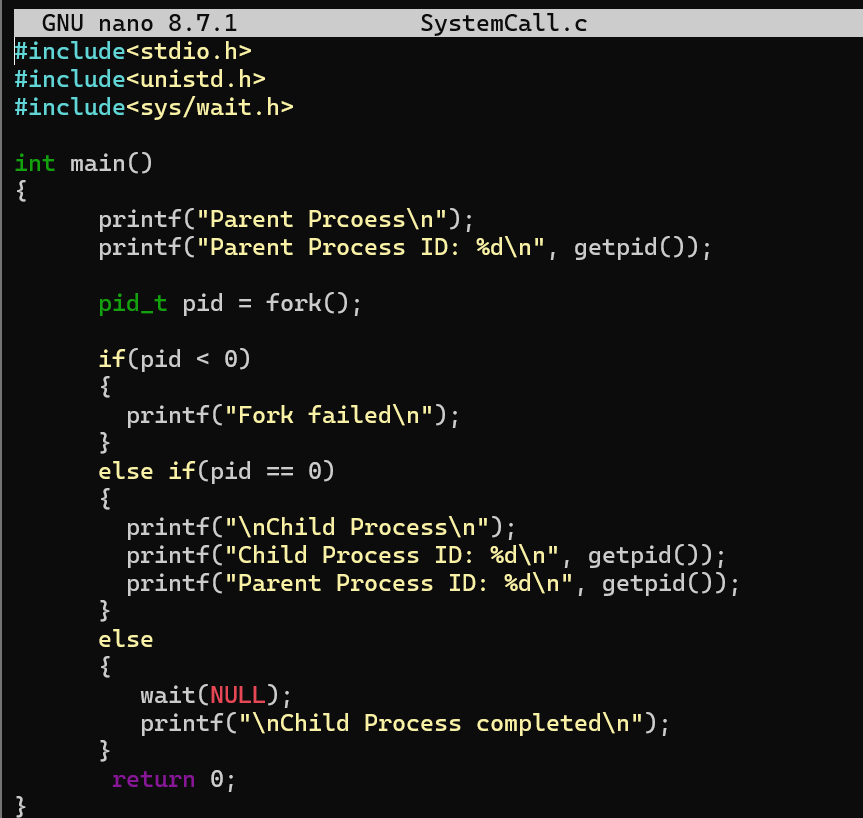 GNU nano 8.7.1 SystemCall.c
#include<stdio.h>
#include<unistd.h>
#include<sys/wait.h>
int main()
{
printf("Parent Prcoess\n");
printf("Parent Process ID: %d\n", getpid());
pid_t pid = fork();
if(pid < 0)
{
printf("Fork failed\n");
}
else if(pid == 0)
{
printf("\nChild Process\n");
printf("Child Process ID: %d\n", getpid());
printf("Parent Process ID: %d\n", getpid());
}
else
{
wait(NULL);
printf("\nChild Process completed\n");
}
return 0;
}